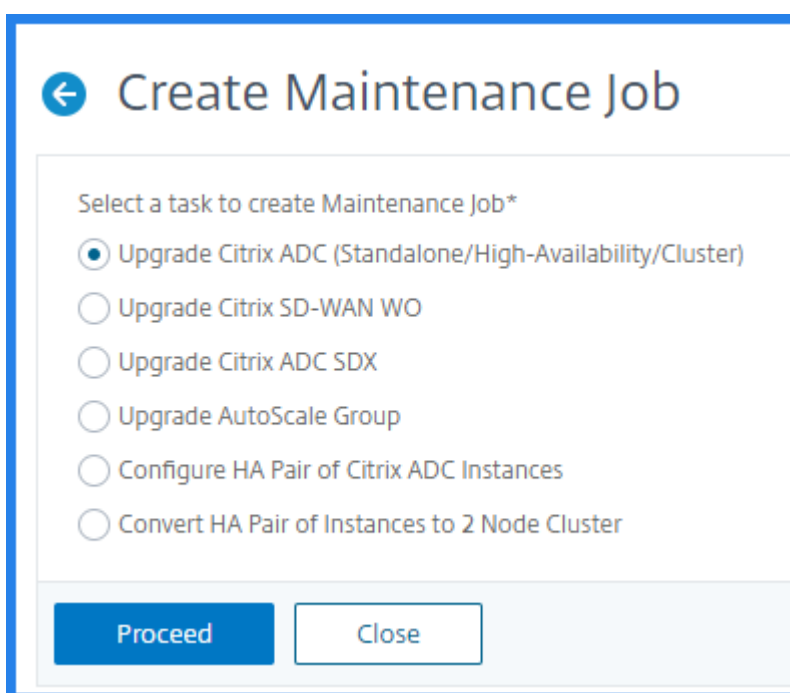 Create Maintenance Job
Select a task to create Maintenance Job*
Upgrade Citrix ADC (Standalone/High-Availability/Cluster)
Upgrade Citrix SD-WAN WO
Upgrade Citrix ADC SDX
Upgrade AutoScale Group
Configure HA Pair of Citrix ADC Instances
Convert HA Pair of Instances to 2 Node Cluster
Proceed
Close